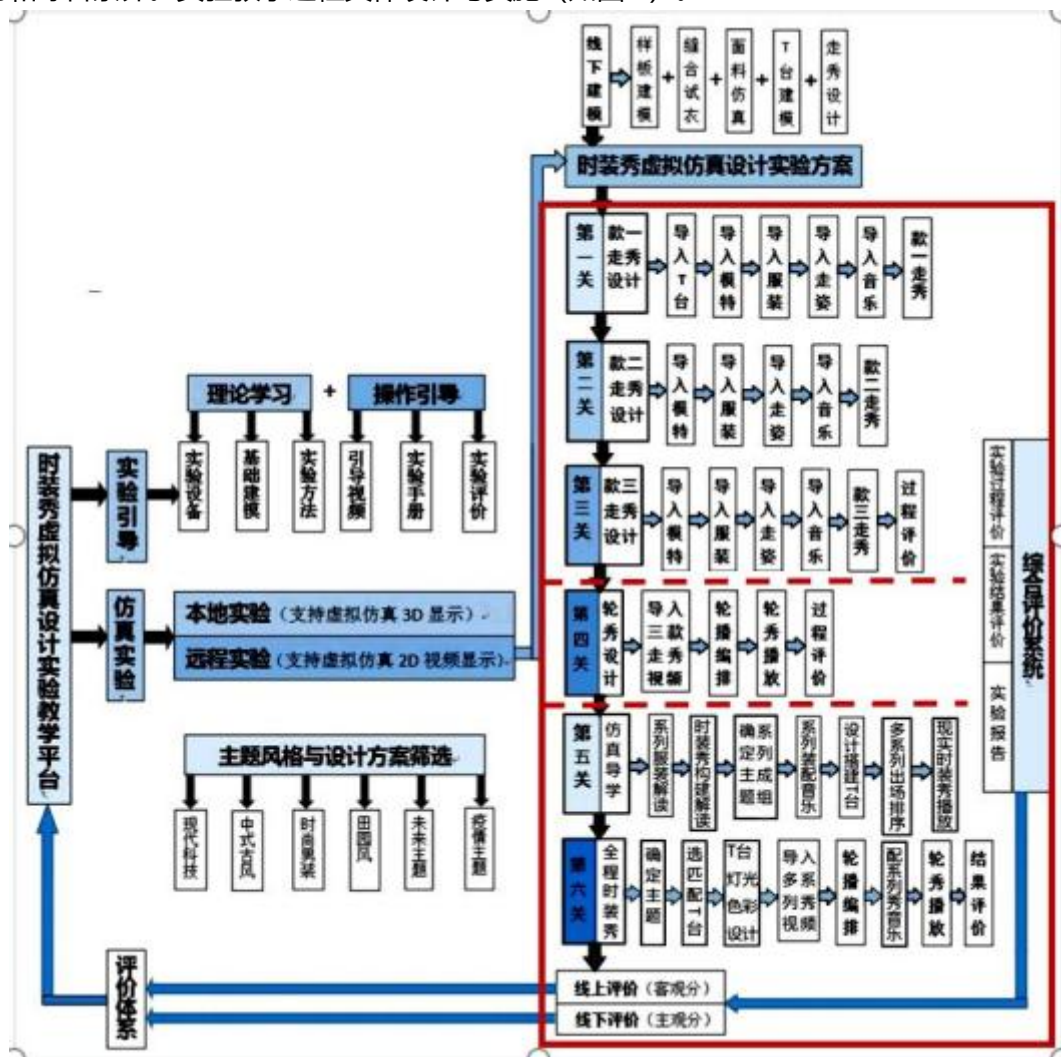 线下建模
样板建模
+
缝合试衣
+
面料仿真
+
T台建模
+
走秀设计
时装秀虚拟仿真设计实验方案
第一关
款一走秀设计
导入T台
导入模特
导入服装
导入走姿
导入音乐
款一走秀
第二关
款二走秀设计
导入模特
导入服装
导入走姿
导入音乐
款二走秀
第三关
款三走秀设计
导入模特
导入服装
导入走姿
导入音乐
款三走秀
过程评价
第四关
轮秀设计
导入三款走秀视频
轮播编排
轮秀播放
过程评价
第五关
仿真导学
系列服装解读
时装秀构建解读
确定系列主题成组
系列装配音乐
设计搭建T台
多系列出场排序
现实时装秀播放
第六关
全程时装秀
确定主题
选匹配T台
T台灯光色彩设计
导入多系列秀视频
轮播编排
配系列秀音乐
轮秀播放
结果评价
线上评价（客观分）
线下评价（主观分）
综合评价系统
实验过程评价
实验结果评价
实验报告
时装秀虚拟仿真设计实验教学平台
实验引导
理论学习
+
操作引导
实验设备
基础建模
实验方法
引导视频
实验手册
实验评价
仿真实验
本地实验（支持虚拟仿真 3D 显示）
远程实验（支持虚拟仿真 2D 视频显示）
主题风格与设计方案筛选
现代科技
中式古风
时尚男装
田园风
未来主题
疫情主题
评价体系